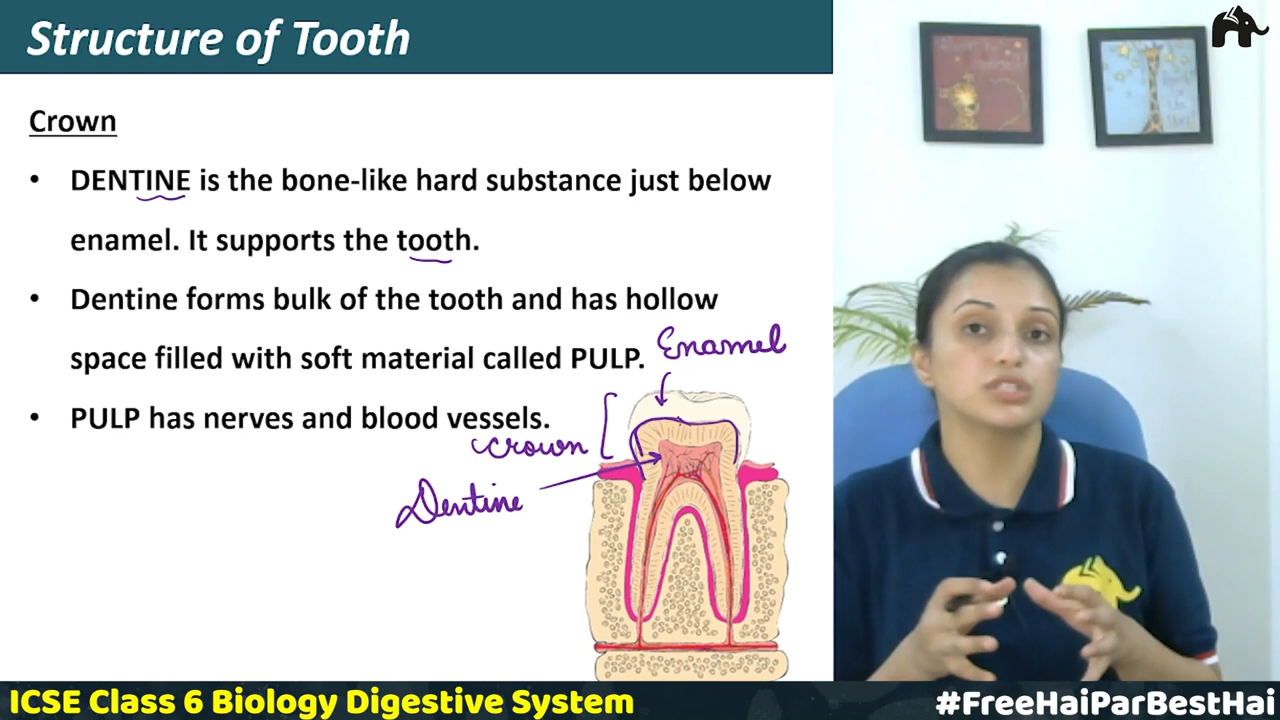 Structure of Tooth
Crown
• DENTINE is the bone-like hard substance just below
enamel. It supports the tooth.
• Dentine forms bulk of the tooth and has hollow
space filled with soft material called PULP.
• PULP has nerves and blood vessels.
Enamel
Crown
Dentine
ICSE Class 6 Biology Digestive System
#FreeHaiParBestHai